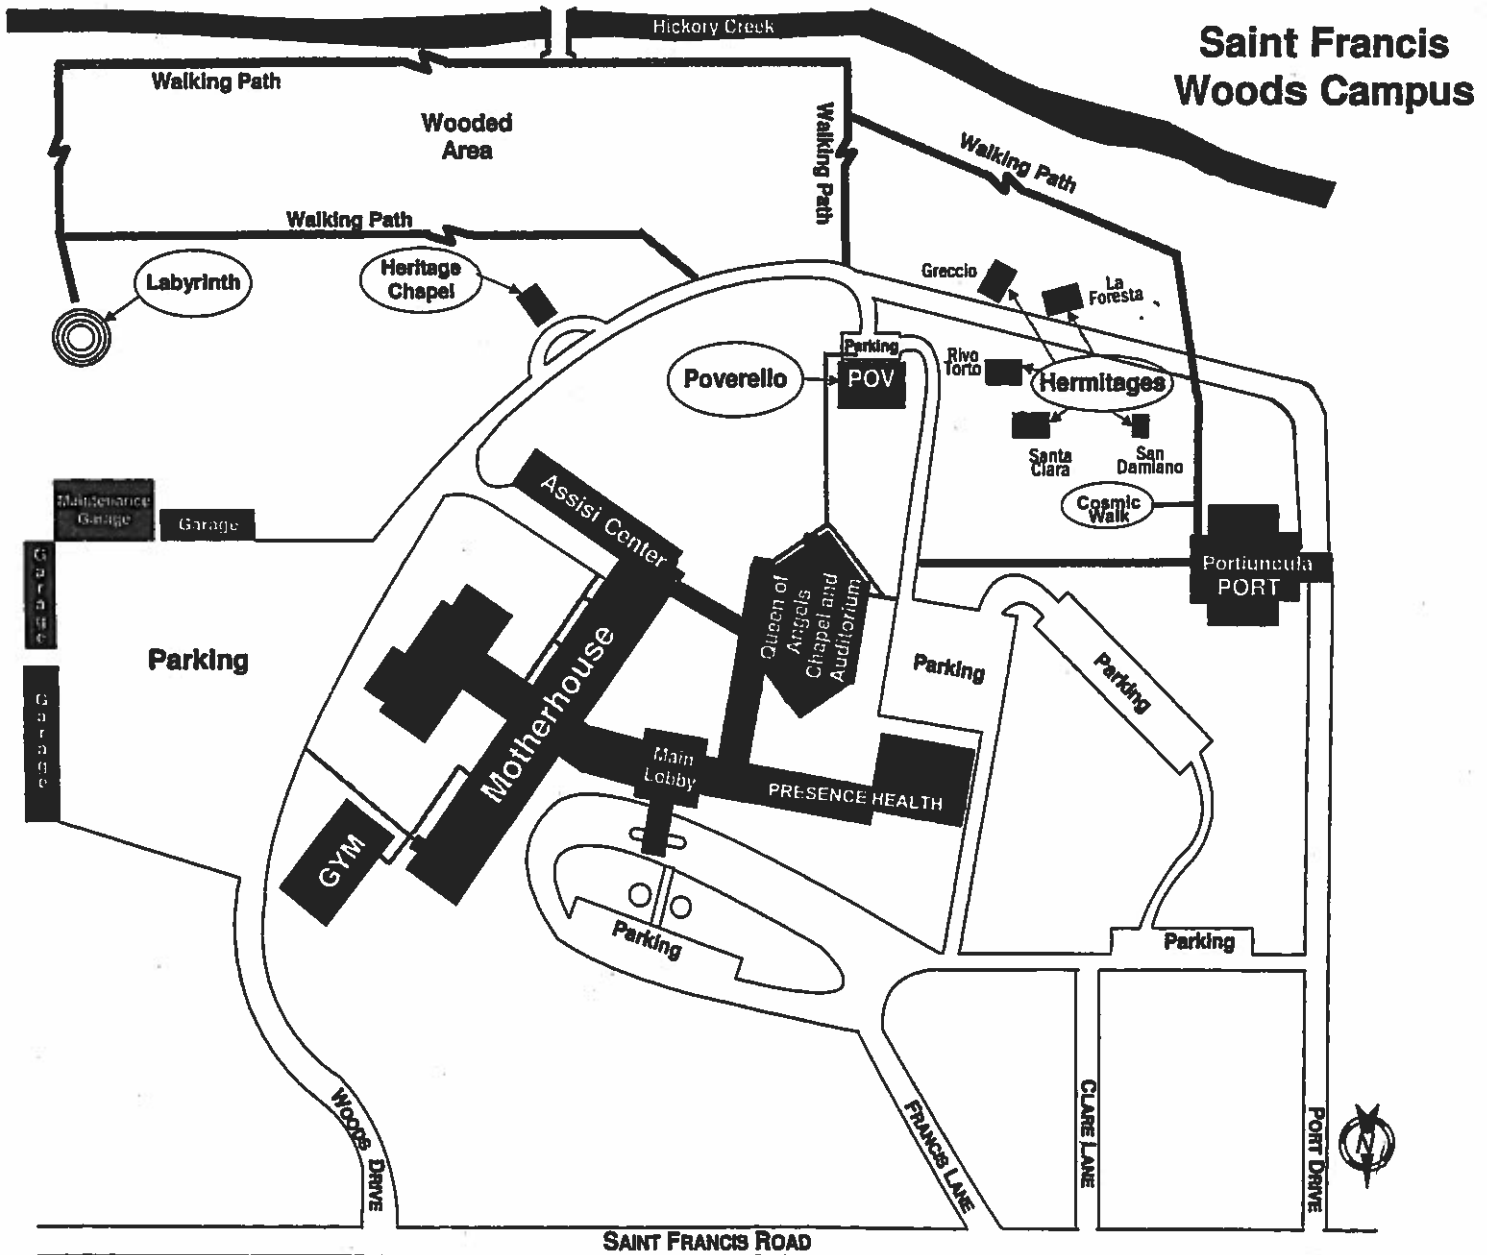 Hickory Creek
Saint Francis
Woods Campus
Walking Path
Wooded
Area
Walking Path
Walking Path
Walking Path
Labyrinth
Heritage
Chapel
Greccio
La
Foresta
Parking
Rivo
Torto
Hermitages
Poverello
POV
Santa
Clara
San
Damiano
Cosmic
Walk
Maintenance
Garage
Garage
Garage
Garage
Assisi Center
Queen of
Angels
Chapel and
Auditorium
Portiuncula
PORT
Parking
Motherhouse
Parking
Parking
Main
Lobby
PRESENCE HEALTH
GYM
Parking
Parking
WOODS DRIVE
FRANCIS LANE
CLARE LANE
PORT DRIVE
N
SAINT FRANCIS ROAD